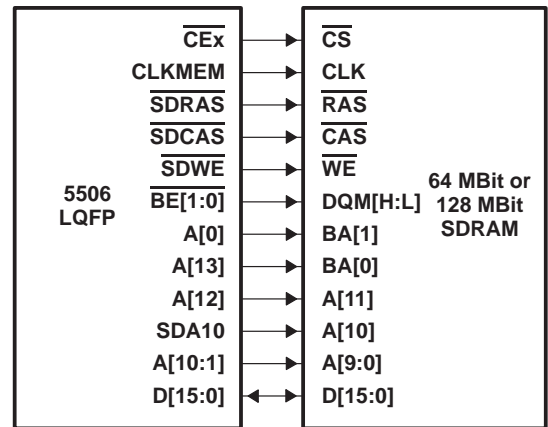 CEx CS
CLKMEM CLK
SDRAS RAS
SDCAS CAS
SDWE WE
BE[1:0] DQM[H:L]
A[0] BA[1]
A[13] BA[0]
A[12] A[11]
SDA10 A[10]
A[10:1] A[9:0]
D[15:0] D[15:0]
5506
LQFP
64 MBit or
128 MBit
SDRAM